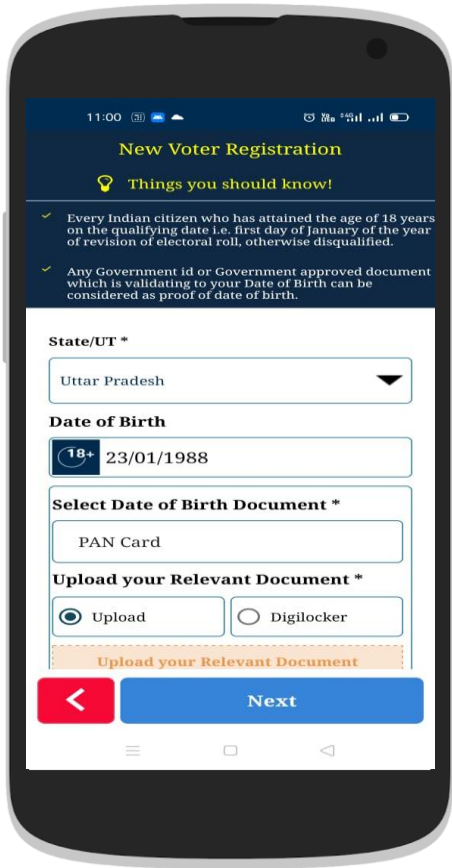 11:00
New Voter Registration
Things you should know!
Every Indian citizen who has attained the age of 18 years
on the qualifying date i.e. first day of January of the year
of revision of electoral roll, otherwise disqualified.
Any Government id or Government approved document
which is validating to your Date of Birth can be
considered as proof of date of birth.
State/UT *
Uttar Pradesh
Date of Birth
18+ 23/01/1988
Select Date of Birth Document *
PAN Card
Upload your Relevant Document *
Upload Digilocker
Upload your Relevant Document
Next